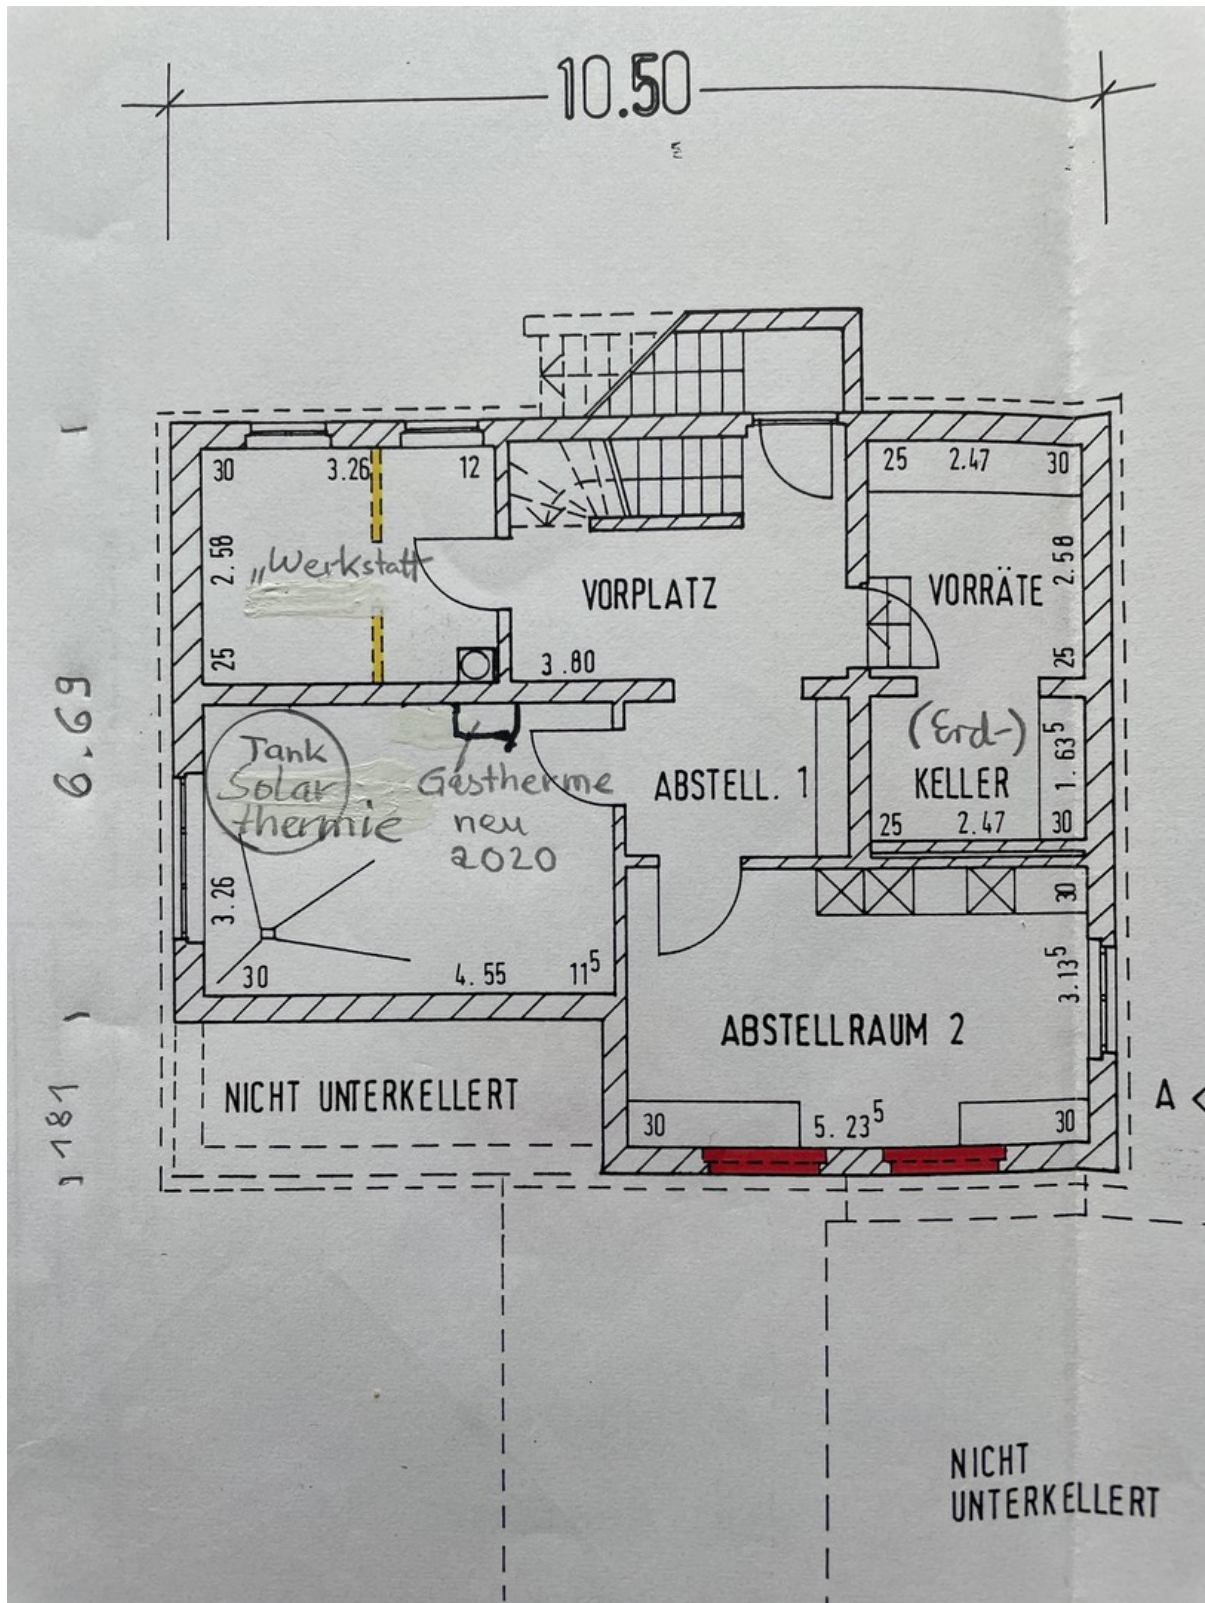 10.50
30 3.26 12
25 2.47 30
2.58
„Werkstatt
25
VORPLATZ
3.80
VORRÄTE
2.58
25
6.69
Tank
Solar
thermie
Gastherme
neu
2020
ABSTELL. 1
(Erd-)
KELLER
1.63⁵
25 2.47 30
3.26
30 4.55 11⁵
30
3.13⁵
ABSTELLRAUM 2
181
NICHT UNTERKELLERT
30 5.23⁵ 30
A
NICHT
UNTERKELLERT